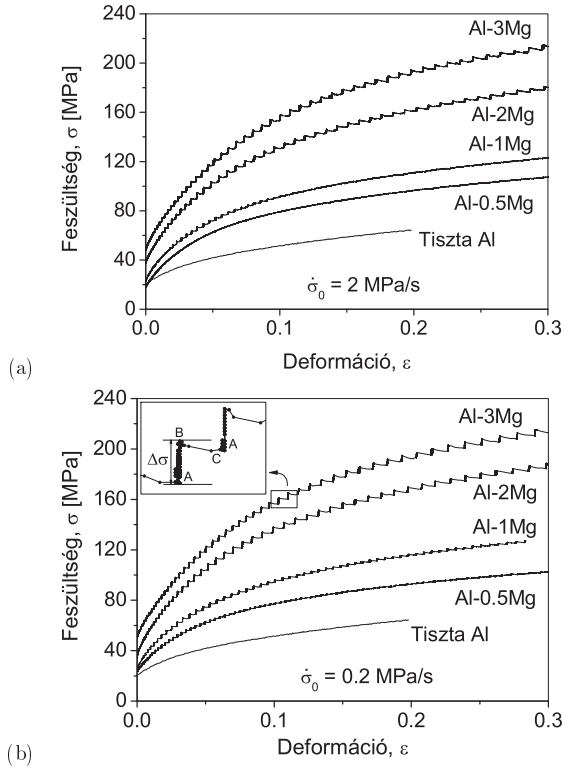 240
200
160
120
80
40
0
Feszültség, σ [MPa]
Al-3Mg
Al-2Mg
Al-1Mg
Al-0.5Mg
Tiszta Al
σ̇₀ = 2 MPa/s
0.0 0.1 0.2 0.3
Deformáció, ε
(a)
240
200
160
120
80
40
0
Feszültség, σ [MPa]
B
A
Δσ
C
A
Al-3Mg
Al-2Mg
Al-1Mg
Al-0.5Mg
Tiszta Al
σ̇₀ = 0.2 MPa/s
0.0 0.1 0.2 0.3
Deformáció, ε
(b)